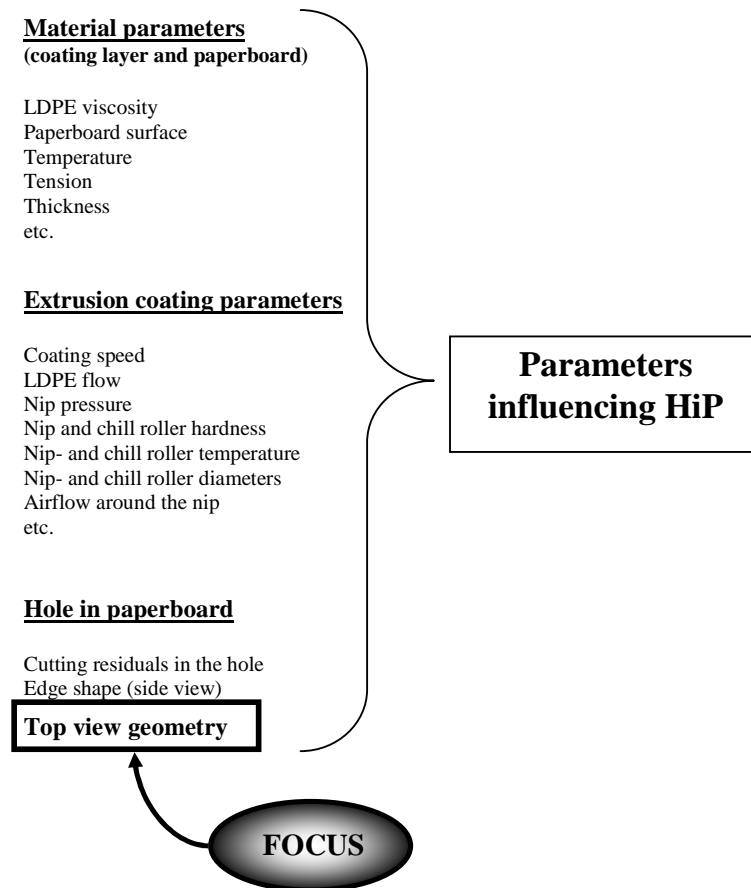 Material parameters
(coating layer and paperboard)
LDPE viscosity
Paperboard surface
Temperature
Tension
Thickness
etc.
Extrusion coating parameters
Coating speed
LDPE flow
Nip pressure
Nip and chill roller hardness
Nip- and chill roller temperature
Nip- and chill roller diameters
Airflow around the nip
etc.
Hole in paperboard
Cutting residuals in the hole
Edge shape (side view)
Top view geometry
Parameters
influencing HiP
FOCUS